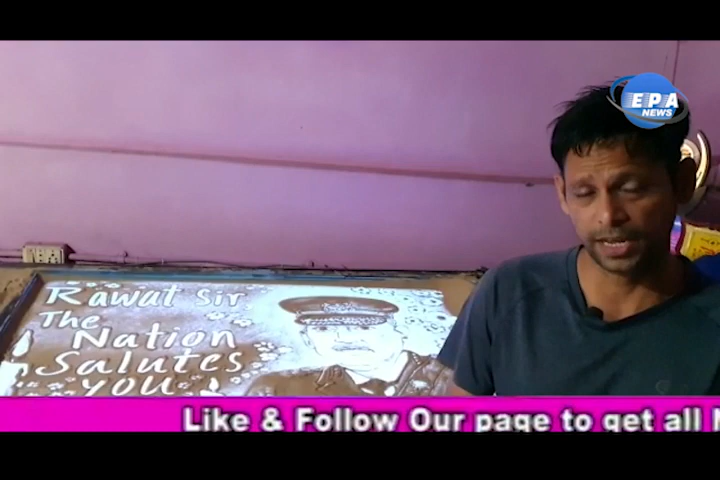 EPA
NEWS
Rawat Sir
The
Nation
Salutes
you
Like & Follow Our page to get all